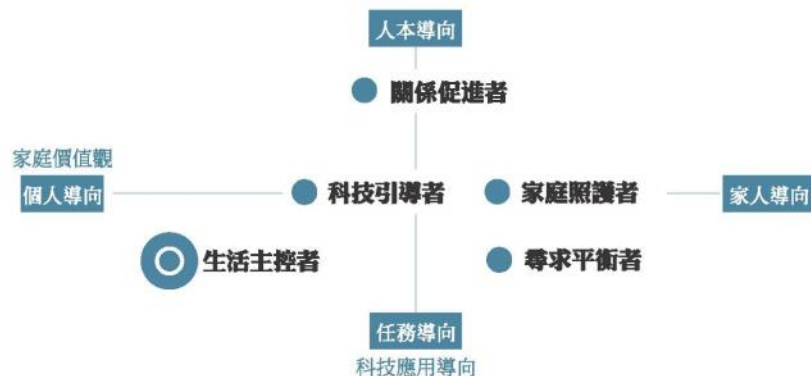 人本導向
關係促進者
家庭價值觀
個人導向
科技引導者
家庭照護者
家人導向
生活主控者
尋求平衡者
任務導向
科技應用導向